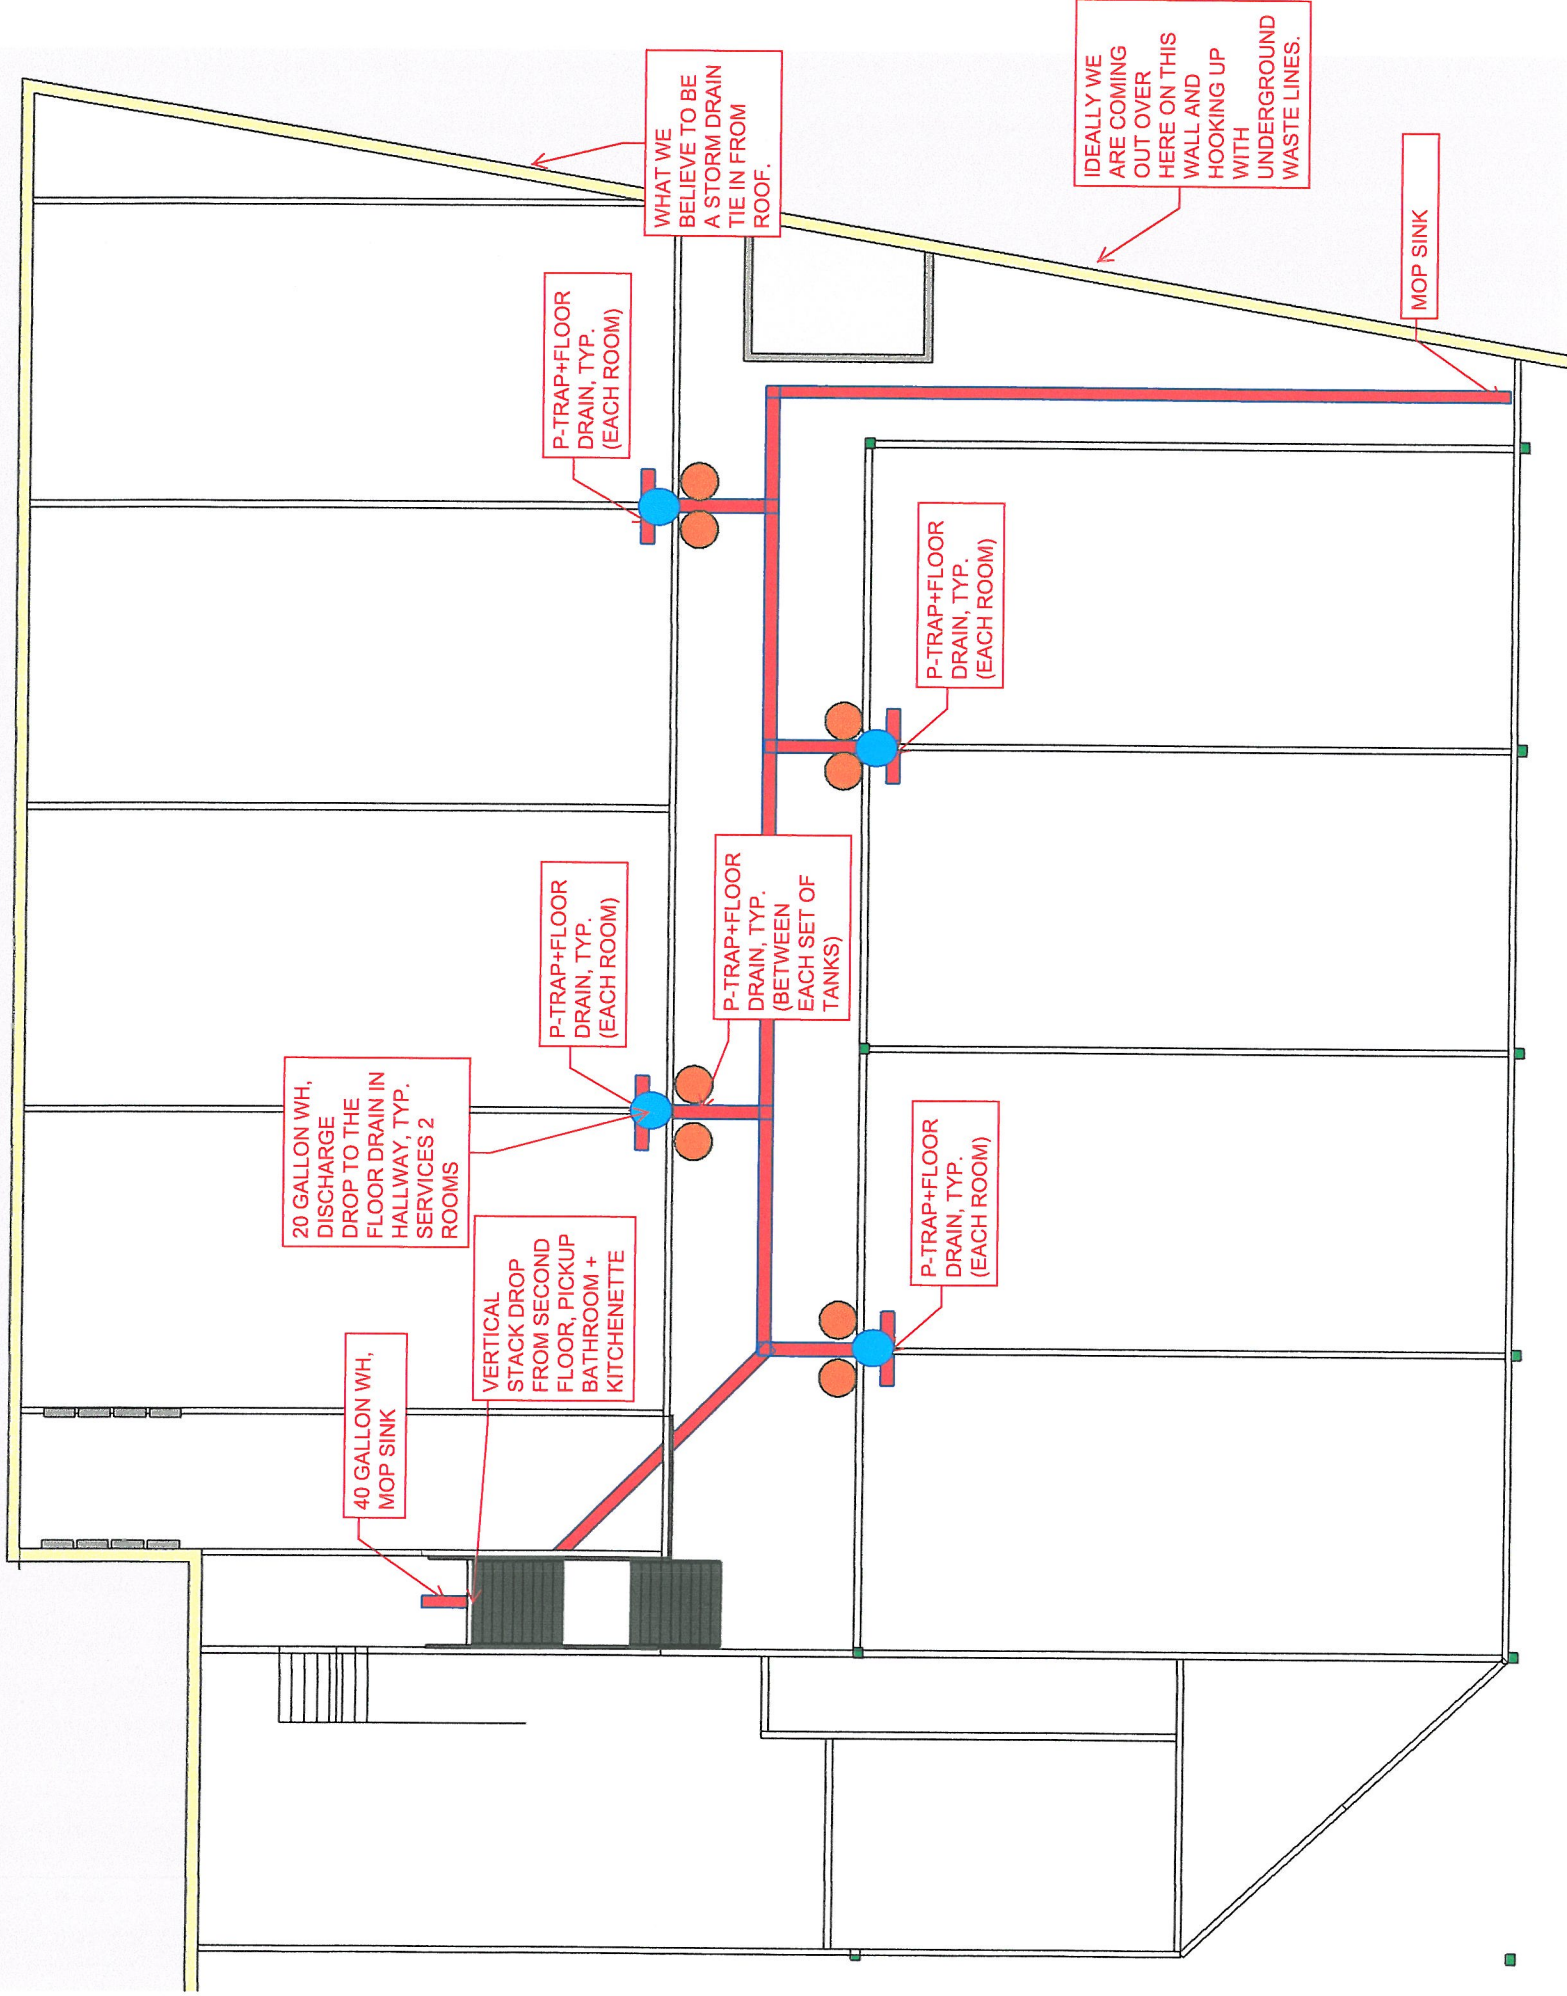 WHAT WE
BELIEVE TO BE
A STORM DRAIN
TIE IN FROM
ROOF.
IDEALLY WE
ARE COMING
OUT OVER
HERE ON THIS
WALL AND
HOOKING UP
WITH
UNDERGROUND
WASTE LINES.
MOP SINK
P-TRAP+FLOOR
DRAIN, TYP.
(EACH ROOM)
P-TRAP+FLOOR
DRAIN, TYP.
(EACH ROOM)
P-TRAP+FLOOR
DRAIN, TYP.
(EACH ROOM)
P-TRAP+FLOOR
DRAIN, TYP.
(BETWEEN
EACH SET OF
TANKS)
20 GALLON WH,
DISCHARGE
DROP TO THE
FLOOR DRAIN IN
HALLWAY, TYP.
SERVICES 2
ROOMS
P-TRAP+FLOOR
DRAIN, TYP.
(EACH ROOM)
40 GALLON WH,
MOP SINK
VERTICAL
STACK DROP
FROM SECOND
FLOOR, PICKUP
BATHROOM +
KITCHENETTE